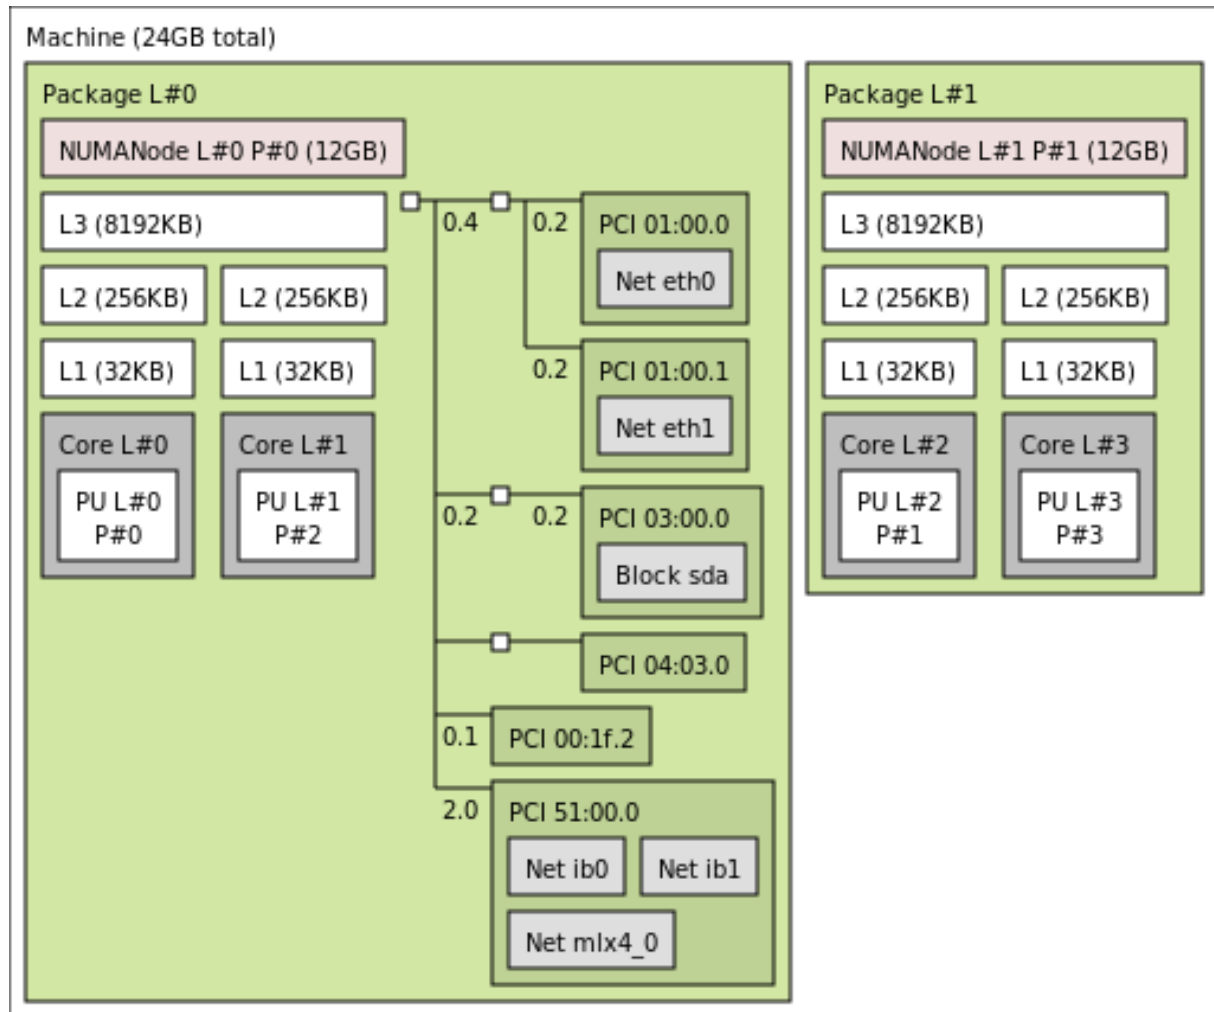 Machine (24GB total)
Package L#0
NUMANode L#0 P#0 (12GB)
L3 (8192KB)
L2 (256KB)
L2 (256KB)
L1 (32KB)
L1 (32KB)
Core L#0
PU L#0
P#0
Core L#1
PU L#1
P#2
0.4
0.2
PCI 01:00.0
Net eth0
0.2
PCI 01:00.1
Net eth1
0.2
0.2
PCI 03:00.0
Block sda
PCI 04:03.0
0.1
PCI 00:1f.2
2.0
PCI 51:00.0
Net ib0
Net ib1
Net mlx4_0
Package L#1
NUMANode L#1 P#1 (12GB)
L3 (8192KB)
L2 (256KB)
L2 (256KB)
L1 (32KB)
L1 (32KB)
Core L#2
PU L#2
P#1
Core L#3
PU L#3
P#3